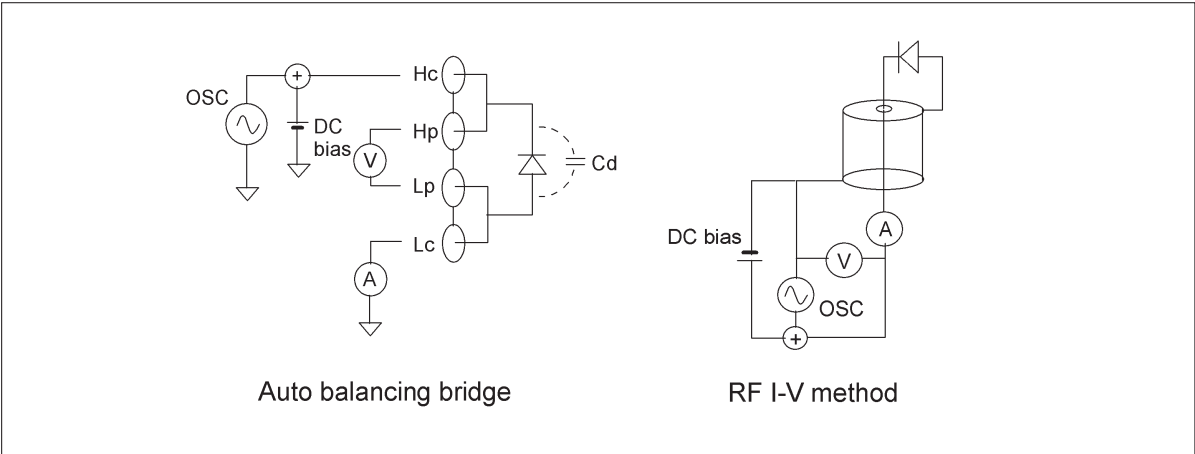 OSC
+
DC
bias
V
A
Hc
Hp
Lp
Lc
Cd
Auto balancing bridge
DC bias
A
V
OSC
+
RF I-V method